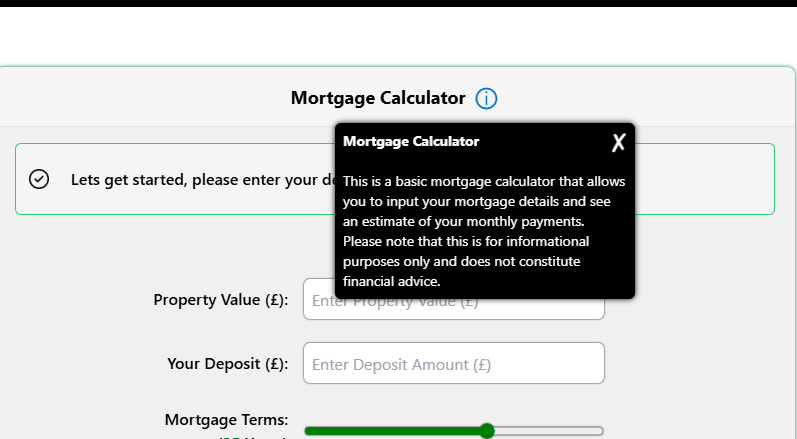 Mortgage Calculator
Mortgage Calculator X
Lets get started, please enter your
This is a basic mortgage calculator that allows
you to input your mortgage details and see
an estimate of your monthly payments.
Please note that this is for informational
purposes only and does not constitute
financial advice.
Property Value (£): Enter Property Value (£)
Your Deposit (£): Enter Deposit Amount (£)
Mortgage Terms: